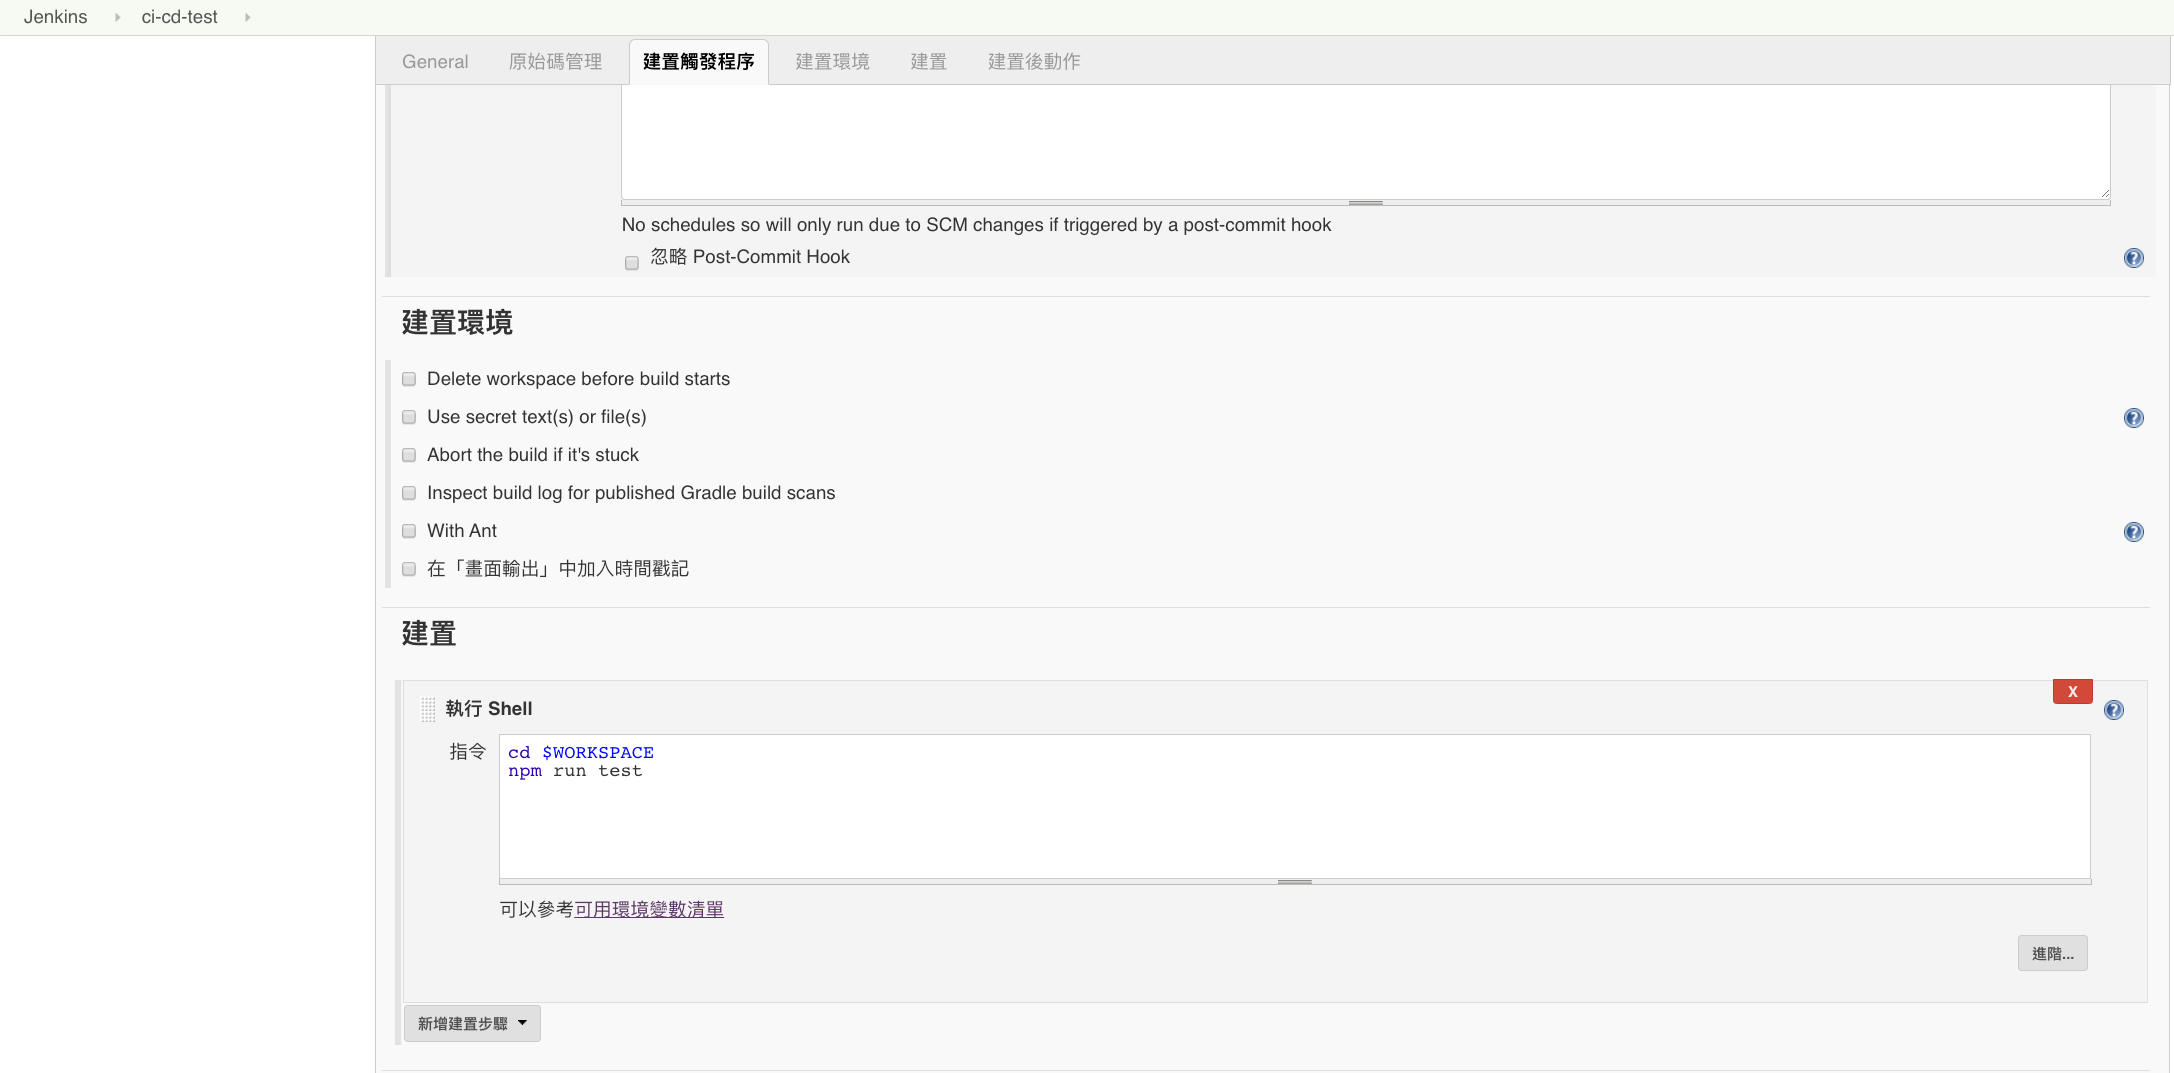 Jenkins ci-cd-test
General 原始碼管理 建置觸發程序 建置環境 建置 建置後動作
No schedules so will only run due to SCM changes if triggered by a post-commit hook
忽略 Post-Commit Hook
建置環境
Delete workspace before build starts
Use secret text(s) or file(s)
Abort the build if it's stuck
Inspect build log for published Gradle build scans
With Ant
在「畫面輸出」中加入時間戳記
建置
X
執行 Shell
指令
cd $WORKSPACE
npm run test
可以參考可用環境變數清單
進階...
新增建置步驟